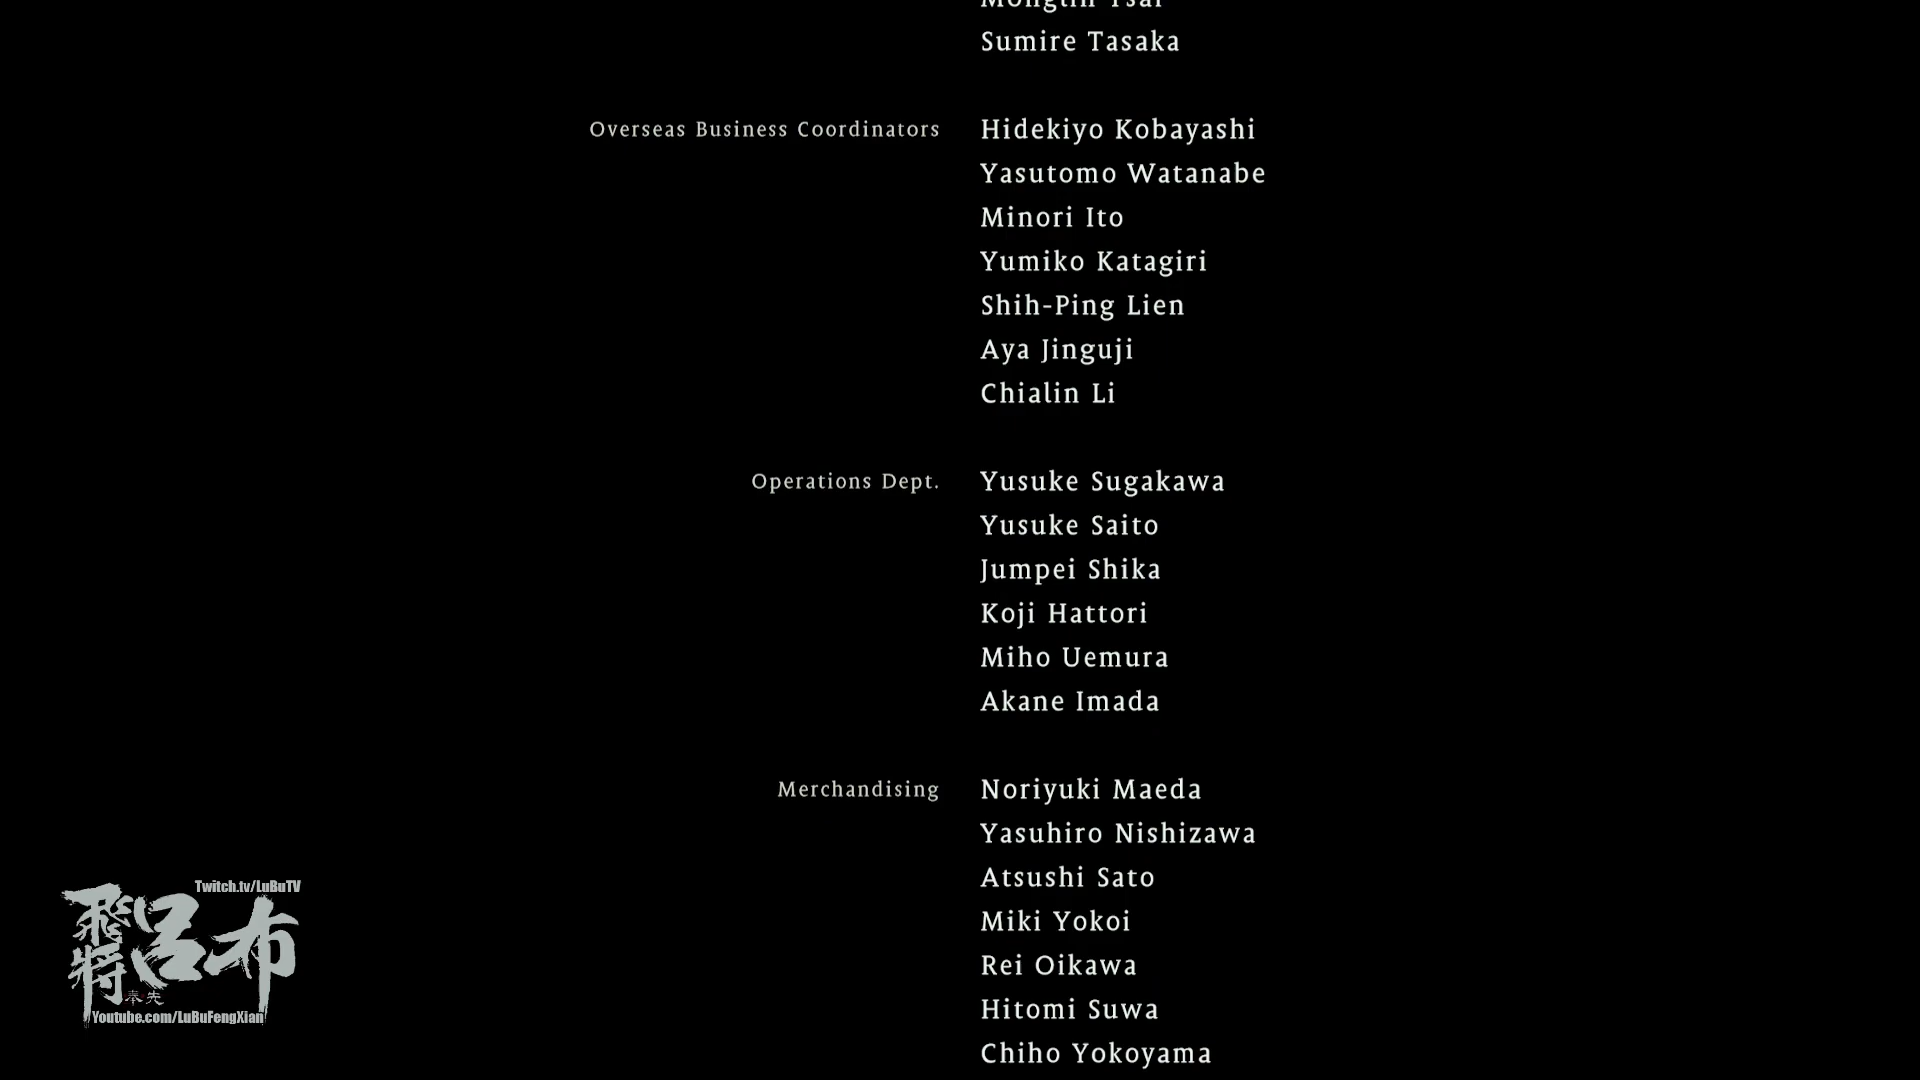 Sumire Tasaka
Overseas Business Coordinators Hidekiyo Kobayashi
Yasutomo Watanabe
Minori Ito
Yumiko Katagiri
Shih-Ping Lien
Aya Jinguji
Chialin Li
Operations Dept. Yusuke Sugakawa
Yusuke Saito
Jumpei Shika
Koji Hattori
Miho Uemura
Akane Imada
Merchandising Noriyuki Maeda
Yasuhiro Nishizawa
Atsushi Sato
Miki Yokoi
Rei Oikawa
Hitomi Suwa
Chiho Yokoyama
Twitch.tv/LuBuTV
飛將
呂布
奉先
Youtube.com/LuBuFengXian